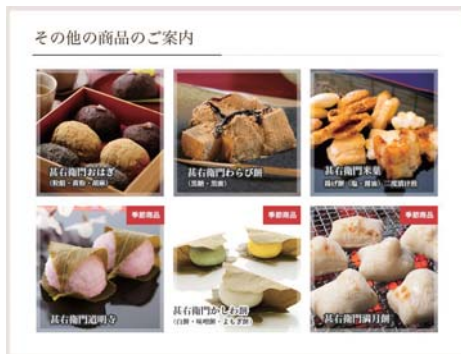 その他の商品のご案内
甚右衛門おはぎ
(粒餡・黄粉・胡麻)
甚右衛門わらび餅
(黒糖・黒蜜)
甚右衛門米菓
揚げ餅(塩・醤油)二度漬け煎
季節商品
甚右衛門道明寺
季節商品
甚右衛門かしわ餅
(白餅・味噌餅・よもぎ餅)
季節商品
甚右衛門満月餅